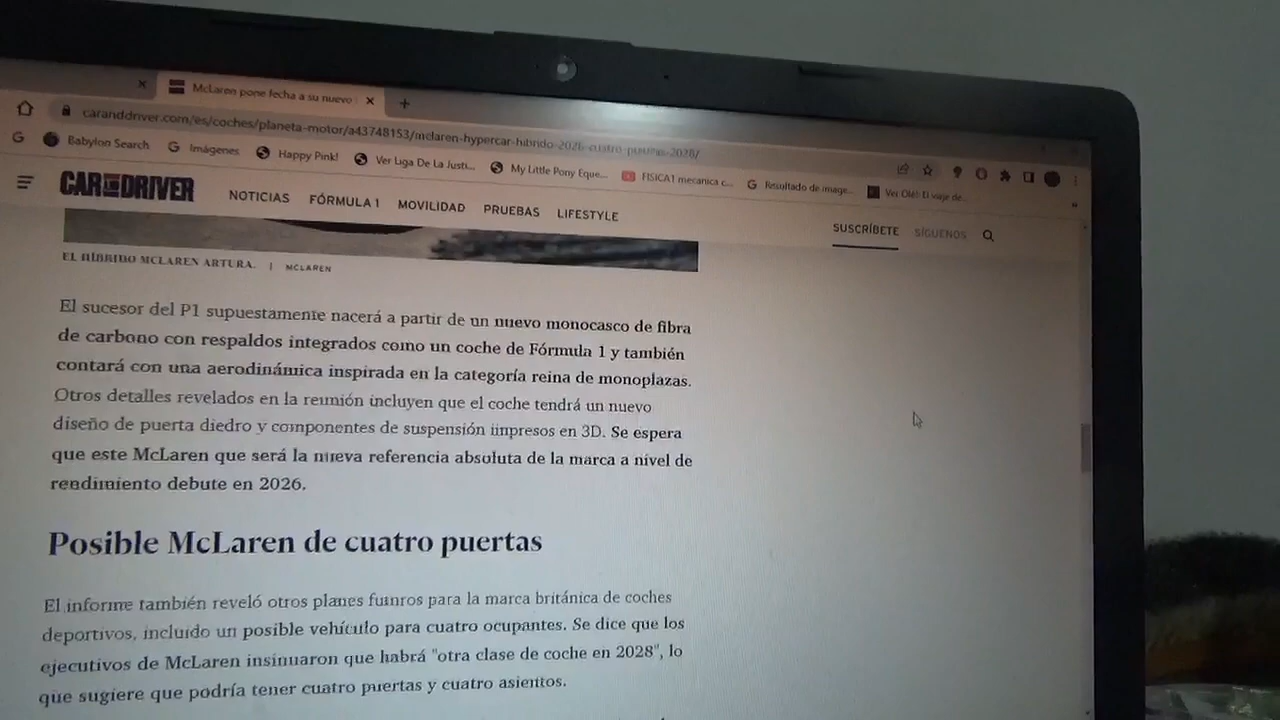 McLaren pone fecha a su nuevo
caranddriver.com/es/coches/planeta-motor/a43748153/mclaren-hypercar-hibrido-2026-cuatro-puertas-2028/
Babylon Search
Imágenes
Happy Pink!
Ver Liga De La Justi...
My Little Pony Eque...
FISICA1 mecanica c...
Resultado de image...
Ver Olé! El viaje de...
CAR AND DRIVER
NOTICIAS FÓRMULA 1 MOVILIDAD PRUEBAS LIFESTYLE
SUSCRÍBETE SÍGUENOS
EL HÍBRIDO MCLAREN ARTURA. | MCLAREN
El sucesor del P1 supuestamente nacerá a partir de un nuevo monocasco de fibra
de carbono con respaldos integrados como un coche de Fórmula 1 y también
contará con una aerodinámica inspirada en la categoría reina de monoplazas.
Otros detalles revelados en la reunión incluyen que el coche tendrá un nuevo
diseño de puerta diedro y componentes de suspensión impresos en 3D. Se espera
que este McLaren que será la nueva referencia absoluta de la marca a nivel de
rendimiento debute en 2026.
Posible McLaren de cuatro puertas
El informe también reveló otros planes futuros para la marca británica de coches
deportivos, incluido un posible vehículo para cuatro ocupantes. Se dice que los
ejecutivos de McLaren insinuaron que habrá "otra clase de coche en 2028", lo
que sugiere que podría tener cuatro puertas y cuatro asientos.